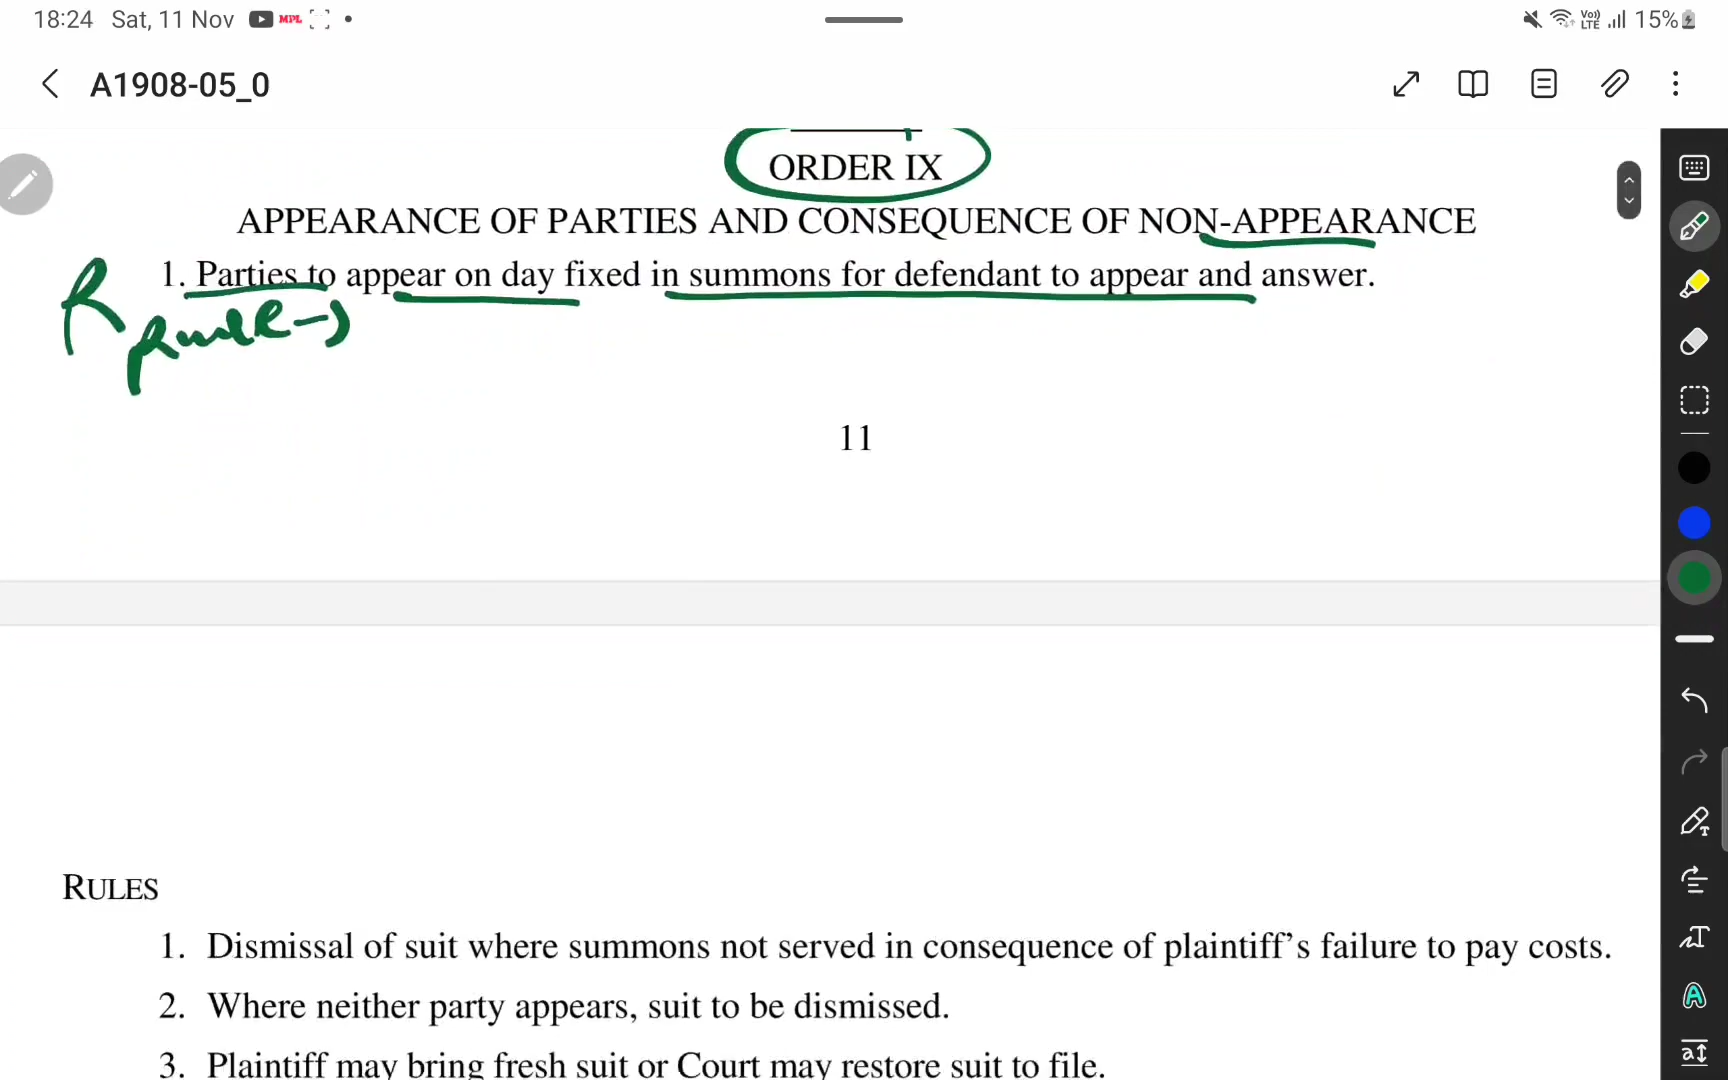 18:24 Sat, 11 Nov MPL Vo)) LTE 15%
A1908-05_0
ORDER IX
APPEARANCE OF PARTIES AND CONSEQUENCE OF NON-APPEARANCE
1. Parties to appear on day fixed in summons for defendant to appear and answer.
R
11
RULES
1. Dismissal of suit where summons not served in consequence of plaintiff’s failure to pay costs.
2. Where neither party appears, suit to be dismissed.
3. Plaintiff may bring fresh suit or Court may restore suit to file.